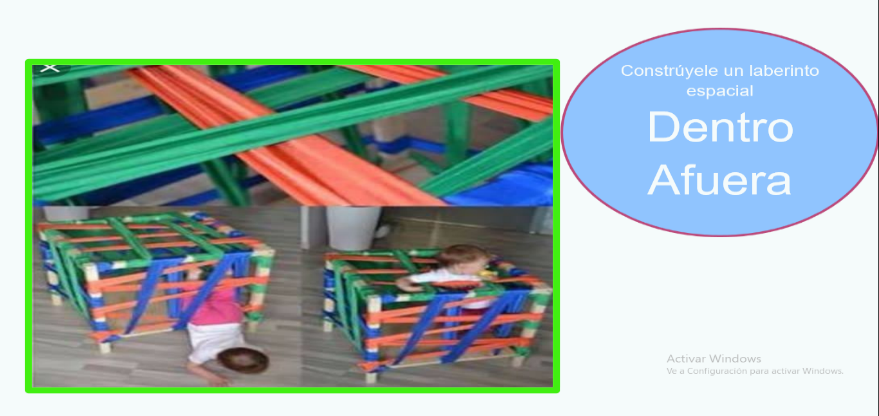 Constrúyele un laberinto
espacial
Dentro
Afuera
Activar Windows
Ve a Configuración para activar Windows.